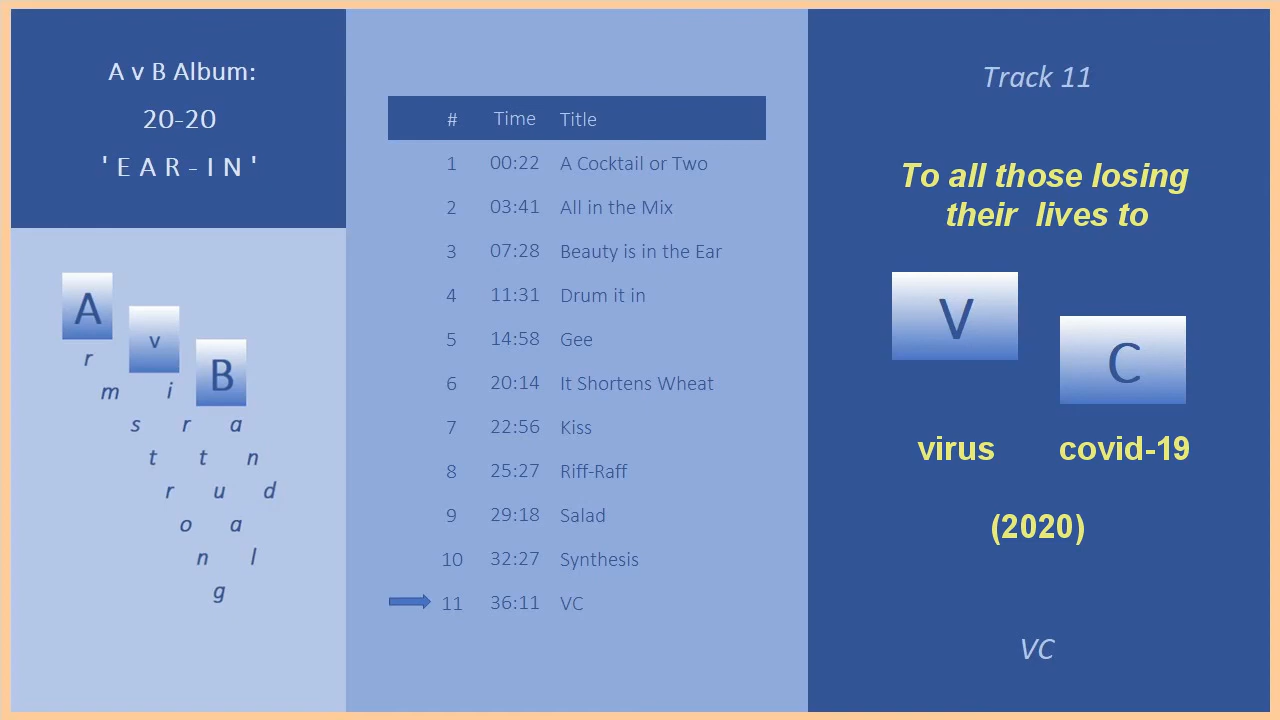 A v B Album:
20-20
' E A R - I N '
A
v
B
r
m i
s r a
t t n
r u d
o a
n l
g
# Time Title
1 00:22 A Cocktail or Two
2 03:41 All in the Mix
3 07:28 Beauty is in the Ear
4 11:31 Drum it in
5 14:58 Gee
6 20:14 It Shortens Wheat
7 22:56 Kiss
8 25:27 Riff-Raff
9 29:18 Salad
10 32:27 Synthesis
11 36:11 VC
Track 11
To all those losing
their lives to
V
C
virus covid-19
(2020)
VC